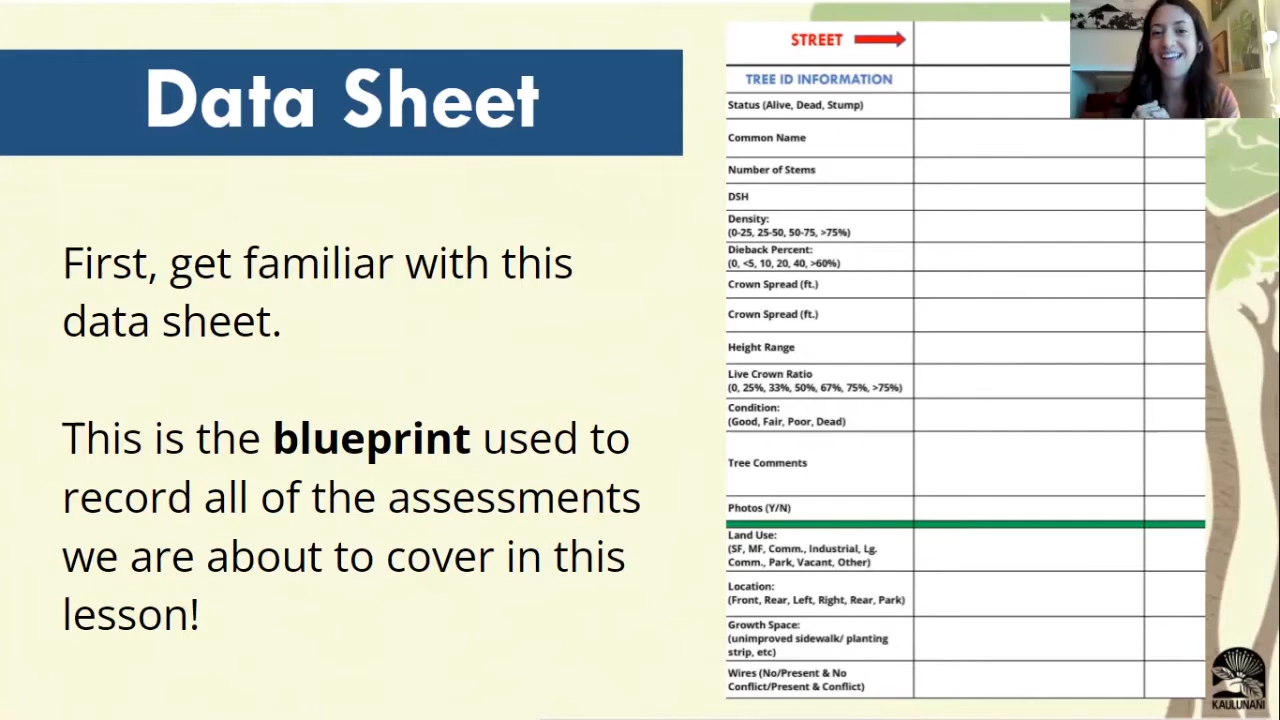 Data Sheet
First, get familiar with this
data sheet.
This is the blueprint used to
record all of the assessments
we are about to cover in this
lesson!
STREET
TREE ID INFORMATION
Status (Alive, Dead, Stump)
Common Name
Number of Stems
DSH
Density:
(0-25, 25-50, 50-75, >75%)
Dieback Percent:
(0, <5, 10, 20, 40, >60%)
Crown Spread (ft.)
Crown Spread (ft.)
Height Range
Live Crown Ratio
(0, 25%, 33%, 50%, 67%, 75%, >75%)
Condition:
(Good, Fair, Poor, Dead)
Tree Comments
Photos (Y/N)
Land Use:
(SF, MF, Comm., Industrial, Lg.
Comm., Park, Vacant, Other)
Location:
(Front, Rear, Left, Right, Rear, Park)
Growth Space:
(unimproved sidewalk/ planting
strip, etc)
Wires (No/Present & No
Conflict/Present & Conflict)
KAULUNANI